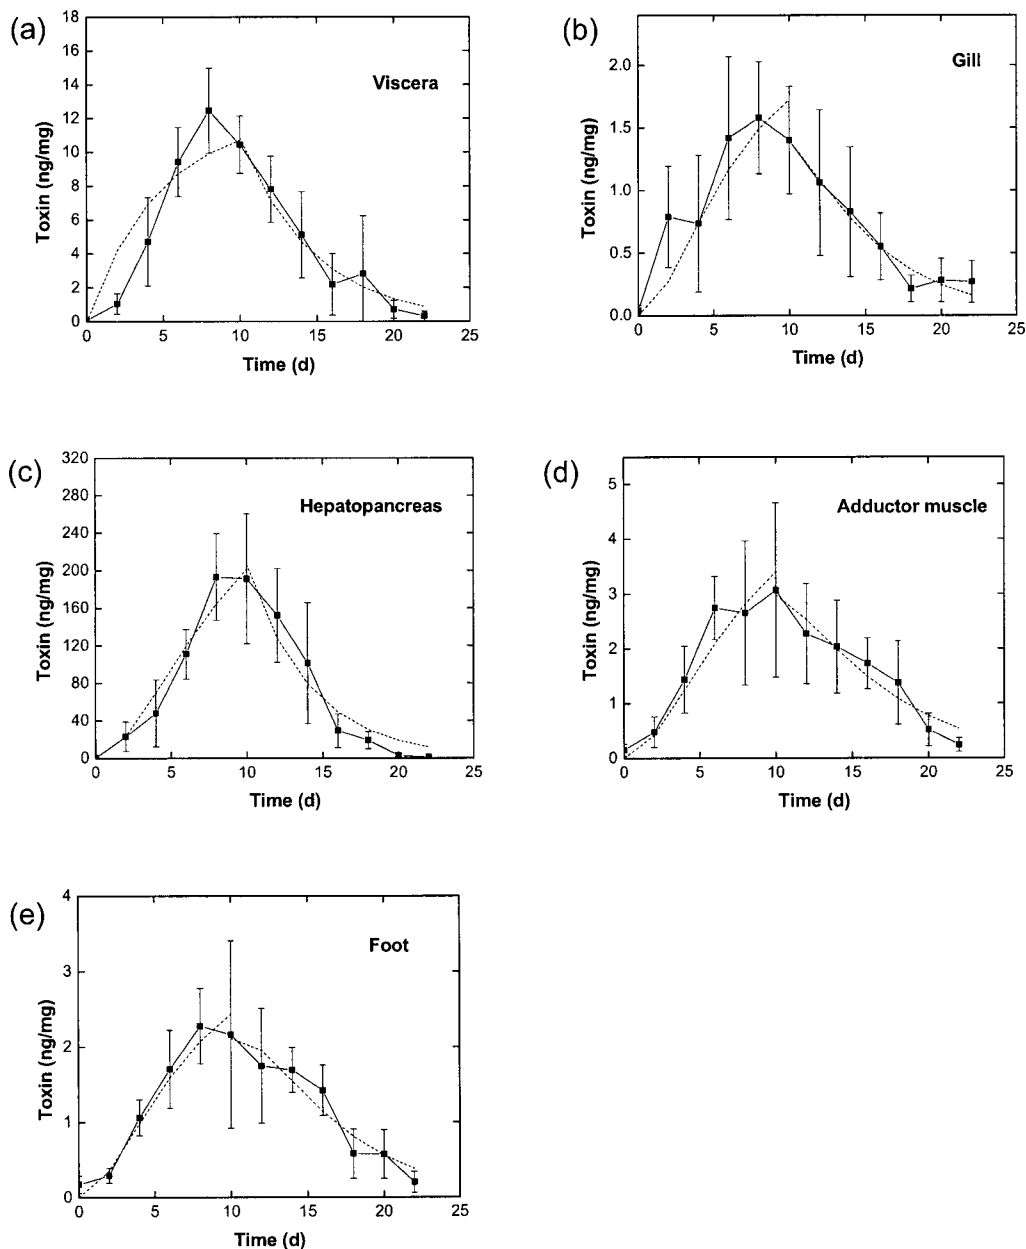 (a)
Viscera
Toxin (ng/mg)
18
16
14
12
10
8
6
4
2
0
0 5 10 15 20 25
Time (d)
(b)
Gill
Toxin (ng/mg)
2.0
1.5
1.0
0.5
0.0
0 5 10 15 20 25
Time (d)
(c)
Hepatopancreas
Toxin (ng/mg)
320
280
240
200
160
120
80
40
0
0 5 10 15 20 25
Time (d)
(d)
Adductor muscle
Toxin (ng/mg)
5
4
3
2
1
0
0 5 10 15 20 25
Time (d)
(e)
Foot
Toxin (ng/mg)
4
3
2
1
0
0 5 10 15 20 25
Time (d)